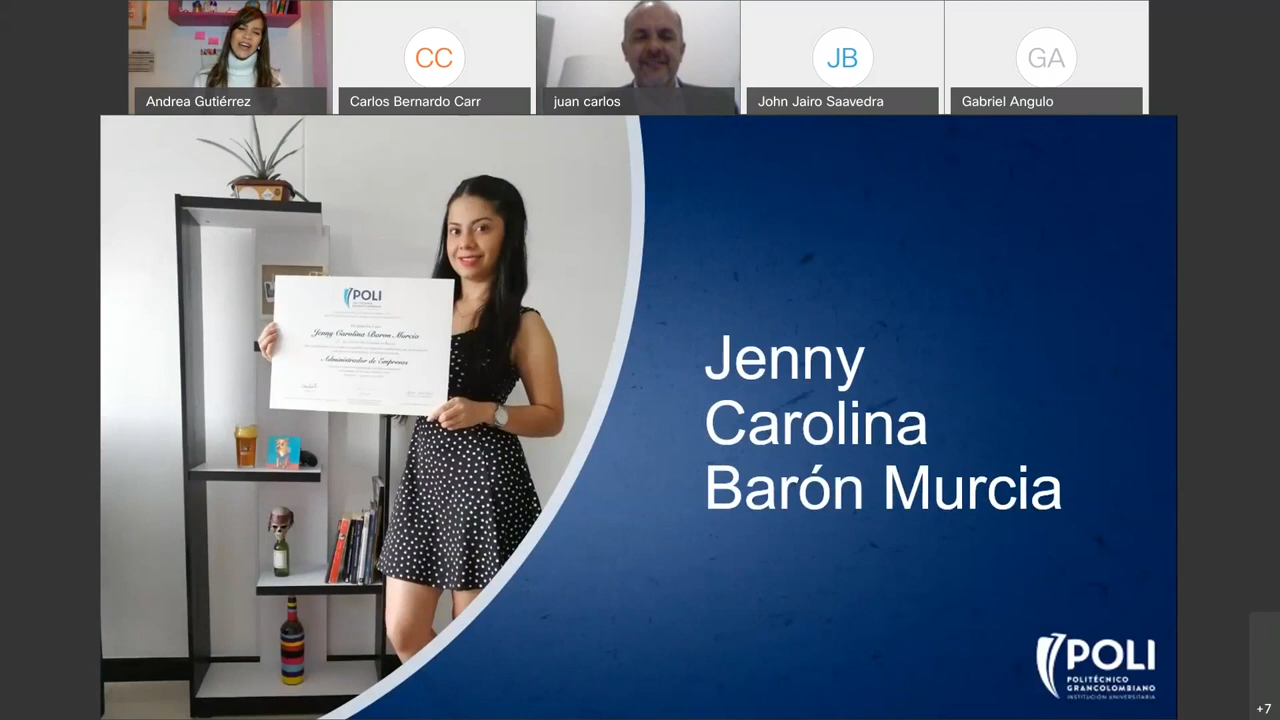 Andrea Gutiérrez
CC
Carlos Bernardo Carr
juan carlos
JB
John Jairo Saavedra
GA
Gabriel Angulo
POLI
Jenny Carolina Baron Murcia
Administrador de Empresas
Jenny
Carolina
Barón Murcia
POLI
POLITÉCNICO
GRANCOLOMBIANO
INSTITUCIÓN UNIVERSITARIA
+7